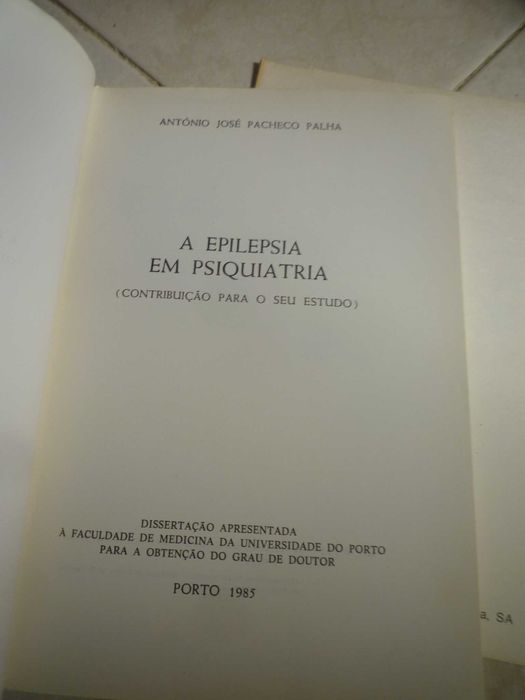 ANTÓNIO JOSÉ PACHECO PALHA
A EPILEPSIA
EM PSIQUIATRIA
(CONTRIBUIÇÃO PARA O SEU ESTUDO)
DISSERTAÇÃO APRESENTADA
À FACULDADE DE MEDICINA DA UNIVERSIDADE DO PORTO
PARA A OBTENÇÃO DO GRAU DE DOUTOR
PORTO 1985
a, SA